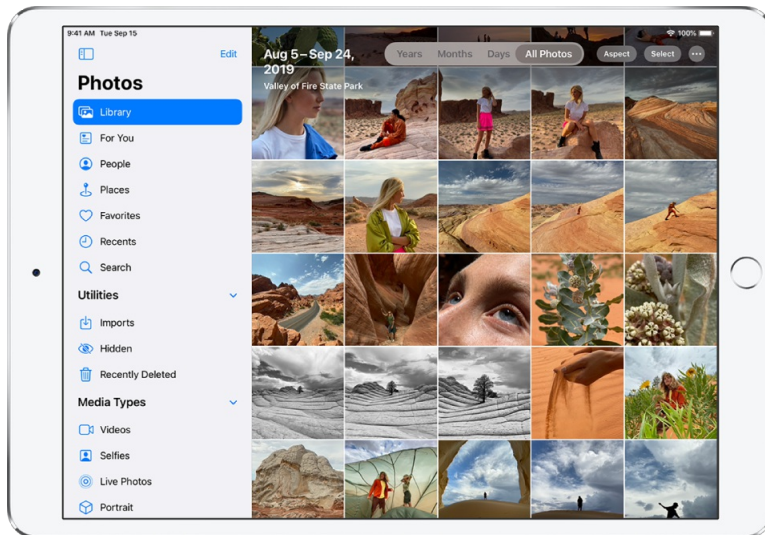 9:41 AM Tue Sep 15
100%
Edit
Photos
Library
For You
People
Places
Favorites
Recents
Search
Utilities
Imports
Hidden
Recently Deleted
Media Types
Videos
Selfies
Live Photos
Portrait
Aug 5–Sep 24,
2019
Valley of Fire State Park
Years Months Days All Photos
Aspect Select